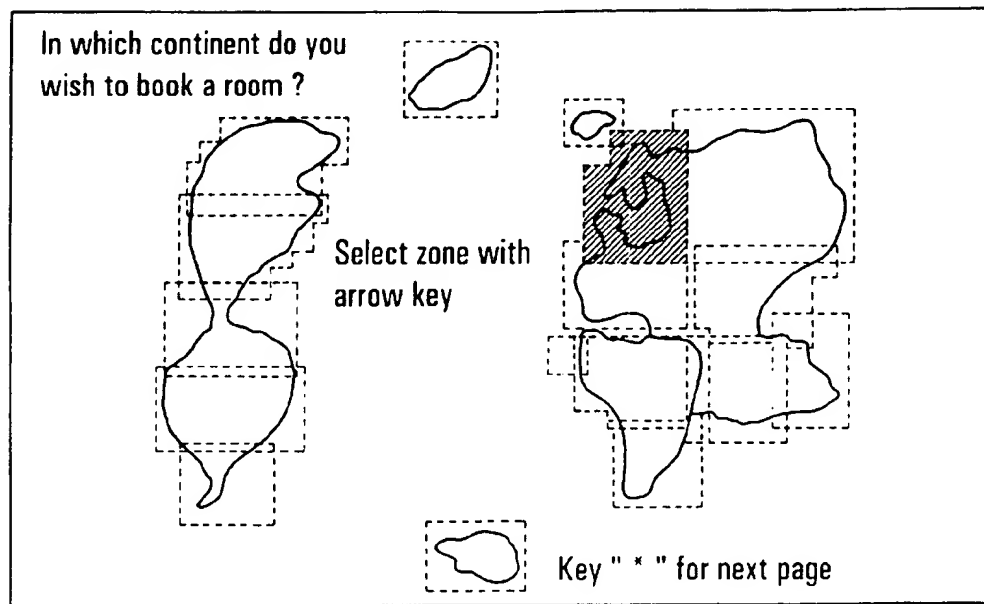 In which continent do you
wish to book a room ?
Select zone with
arrow key
Key " * " for next page